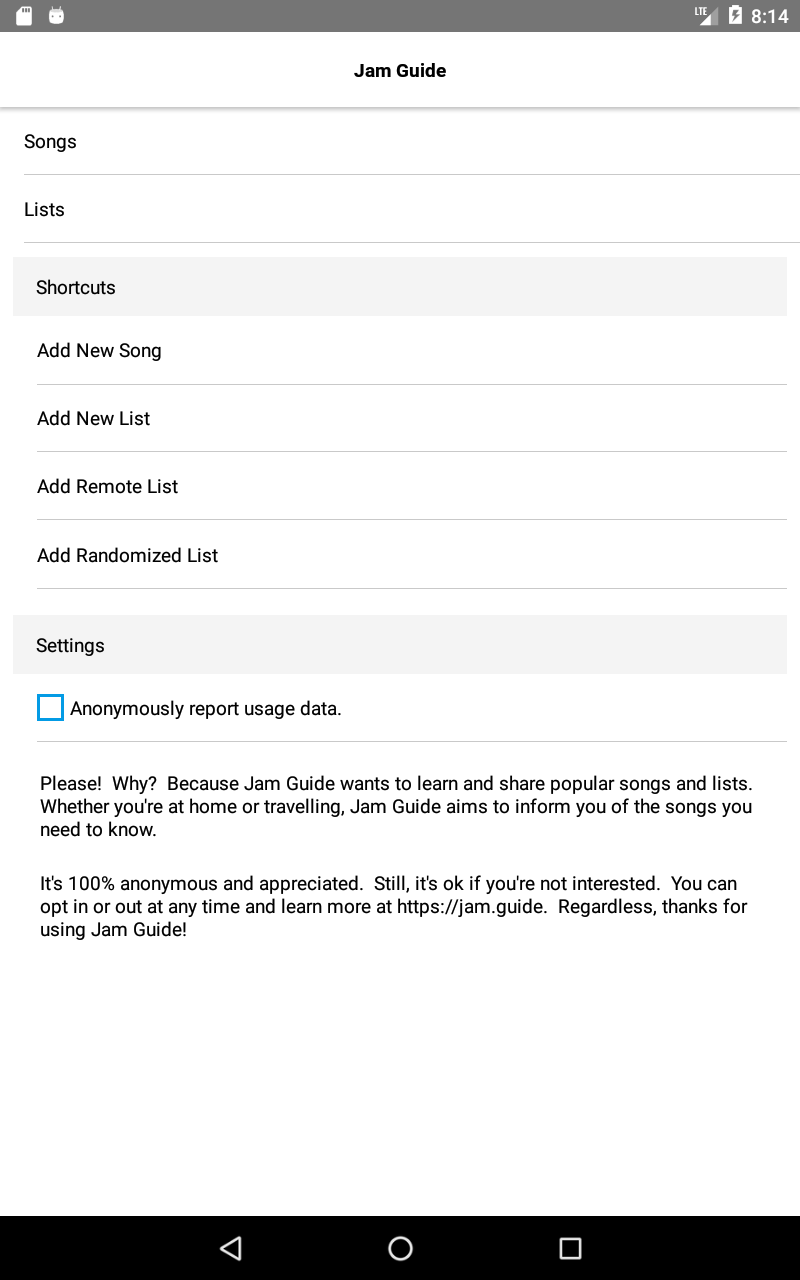 LTE 8:14
Jam Guide
Songs
Lists
Shortcuts
Add New Song
Add New List
Add Remote List
Add Randomized List
Settings
Anonymously report usage data.
Please!  Why?  Because Jam Guide wants to learn and share popular songs and lists.
Whether you're at home or travelling, Jam Guide aims to inform you of the songs you
need to know.
It's 100% anonymous and appreciated.  Still, it's ok if you're not interested.  You can
opt in or out at any time and learn more at https://jam.guide.  Regardless, thanks for
using Jam Guide!